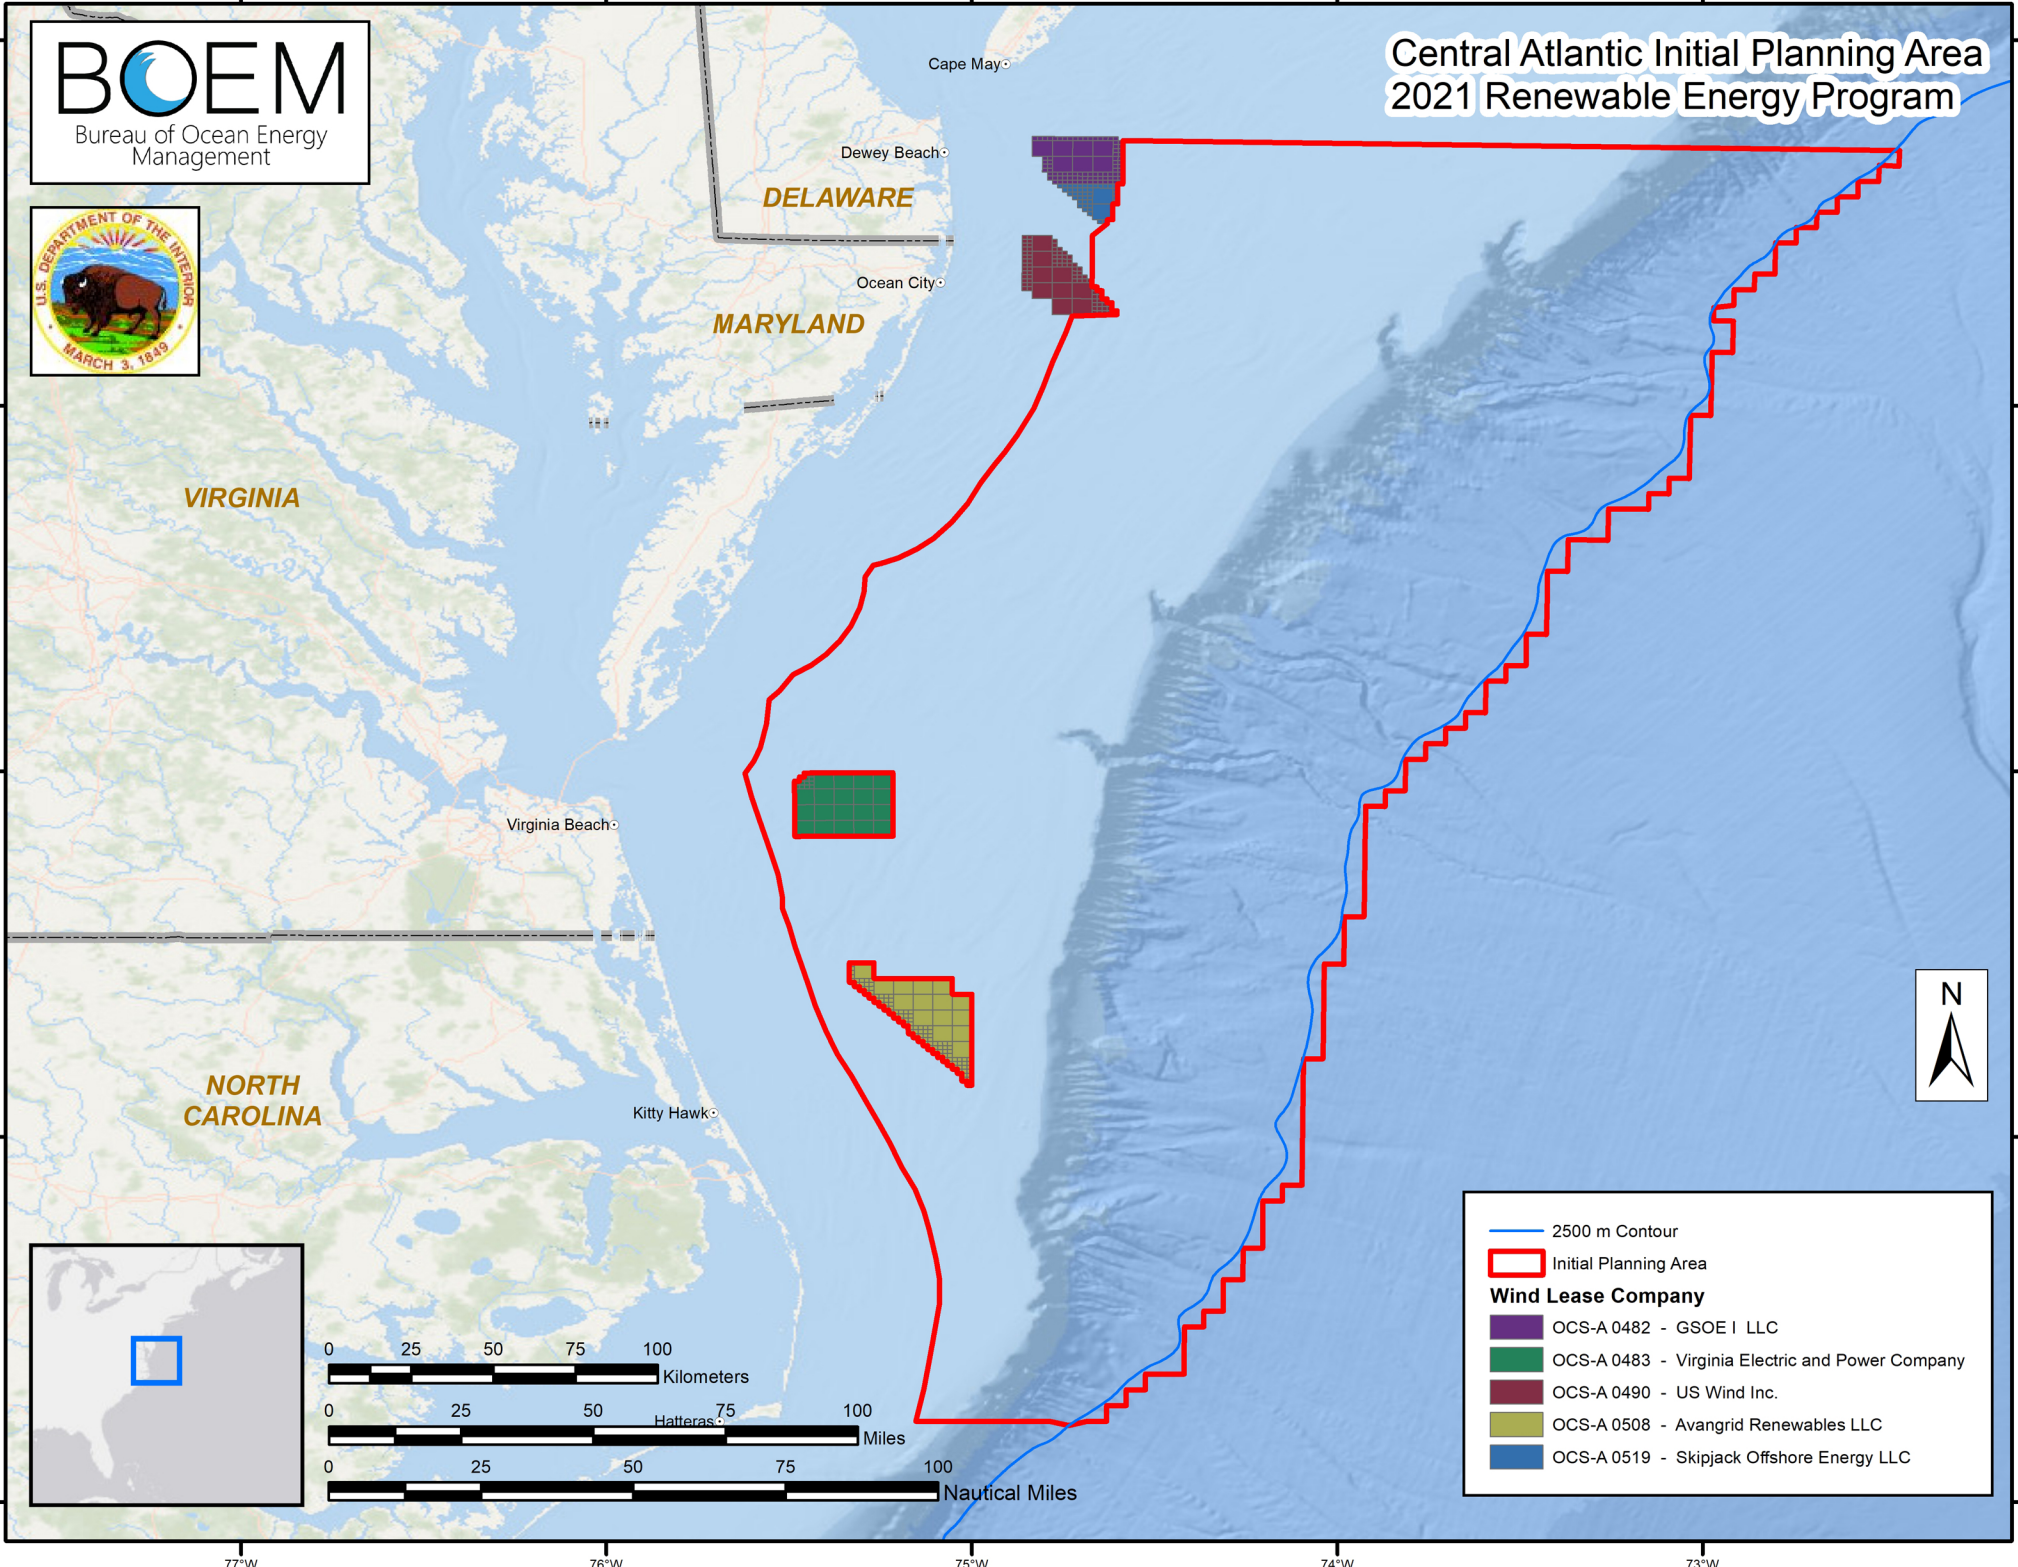 BOEM
Bureau of Ocean Energy
Management
U.S. DEPARTMENT OF THE INTERIOR
MARCH 3, 1849
Central Atlantic Initial Planning Area
2021 Renewable Energy Program
Cape May
Dewey Beach
DELAWARE
Ocean City
MARYLAND
VIRGINIA
Virginia Beach
NORTH
CAROLINA
Kitty Hawk
Hatteras
N
0 25 50 75 100
Kilometers
0 25 50 75 100
Miles
0 25 50 75 100
Nautical Miles
2500 m Contour
Initial Planning Area
Wind Lease Company
OCS-A 0482 - GSOE I LLC
OCS-A 0483 - Virginia Electric and Power Company
OCS-A 0490 - US Wind Inc.
OCS-A 0508 - Avangrid Renewables LLC
OCS-A 0519 - Skipjack Offshore Energy LLC
77°W 76°W 75°W 74°W 73°W